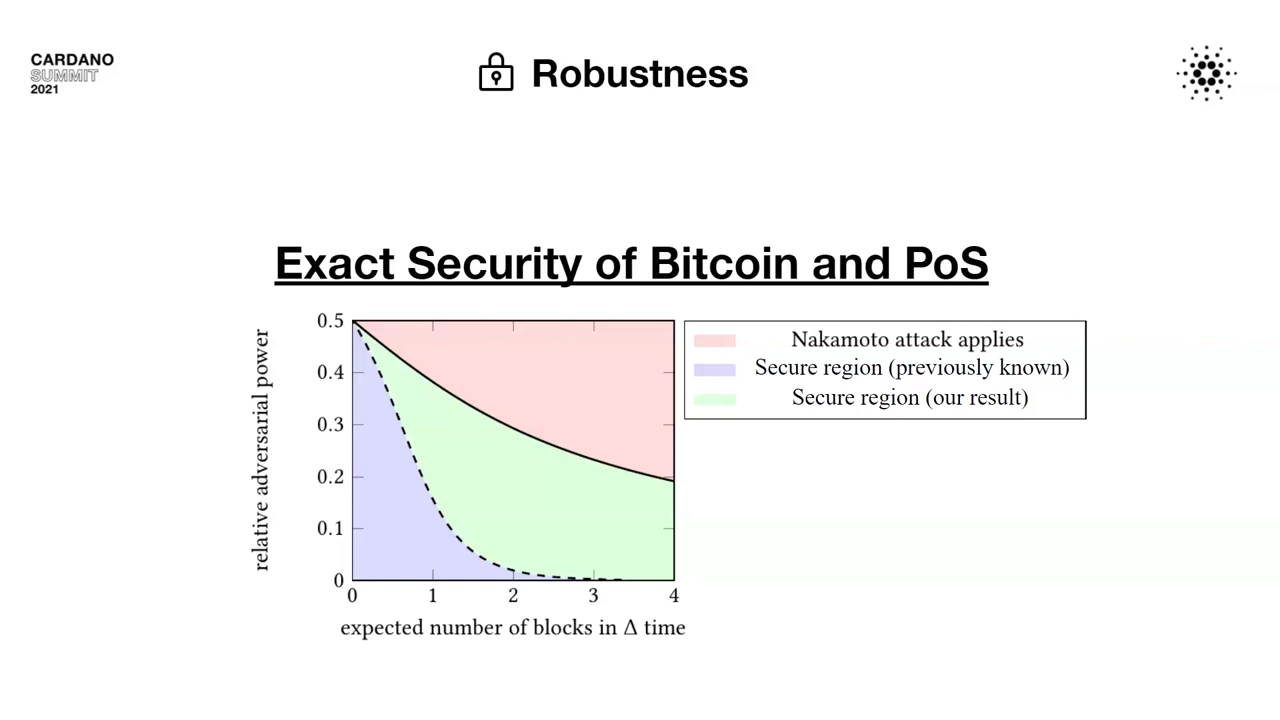 CARDANO
SUMMIT
2021
Robustness
Exact Security of Bitcoin and PoS
relative adversarial power
0.5
0.4
0.3
0.2
0.1
0
0 1 2 3 4
expected number of blocks in Δ time
Nakamoto attack applies
Secure region (previously known)
Secure region (our result)